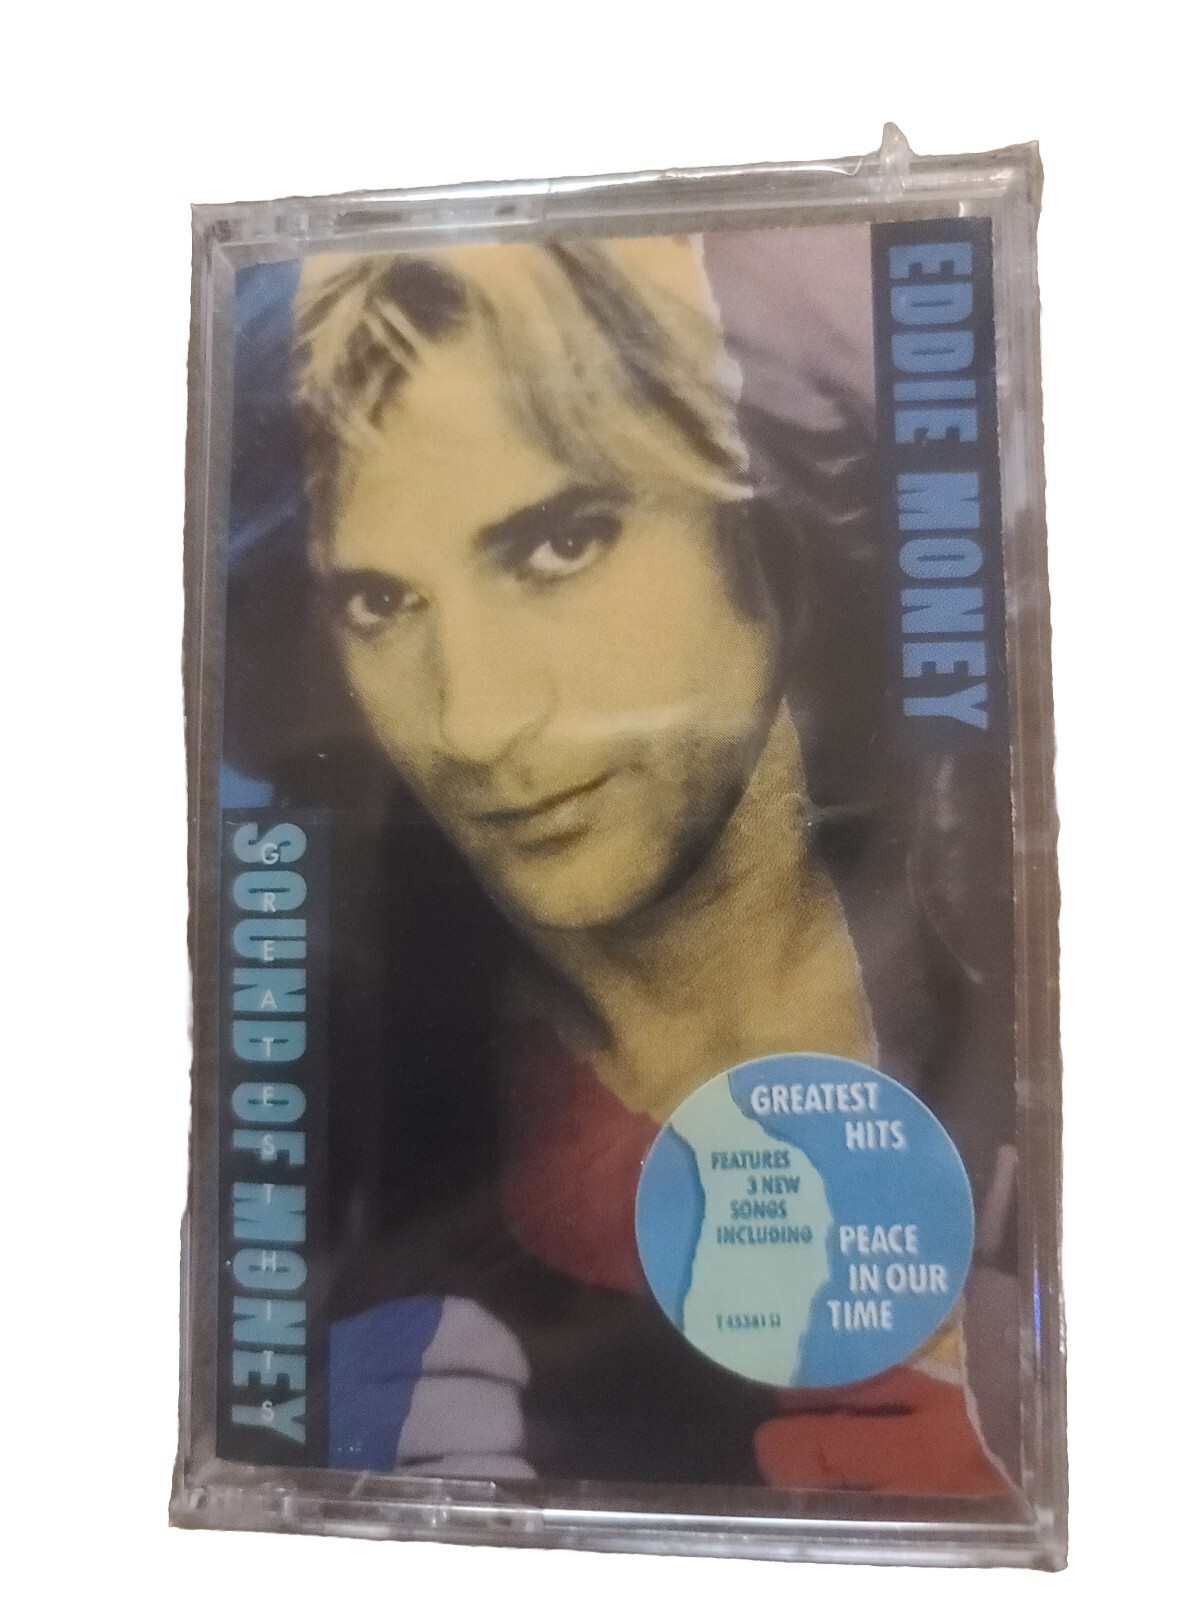 EDDIE MONEY
SOUND OF MONEY
GREATEST HITS
GREATEST
HITS
FEATURES
3 NEW
SONGS
INCLUDING
PEACE
IN OUR
TIME